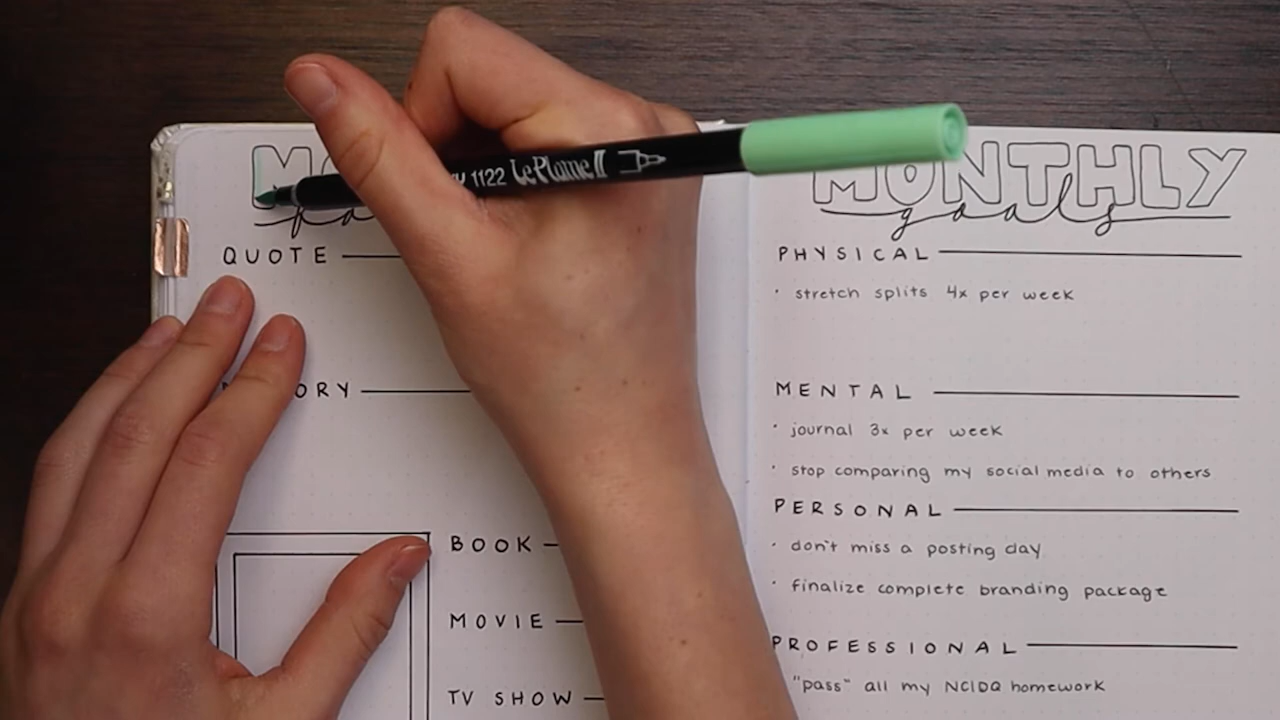 1122 Le Plume II
QUOTE
BOOK
MOVIE
TV SHOW
MONTHLY
goals
PHYSICAL
· stretch splits 4x per week
MENTAL
· journal 3x per week
· stop comparing my social media to others
PERSONAL
· don't miss a posting day
· finalize complete branding package
PROFESSIONAL
"pass" all my NCIDQ homework